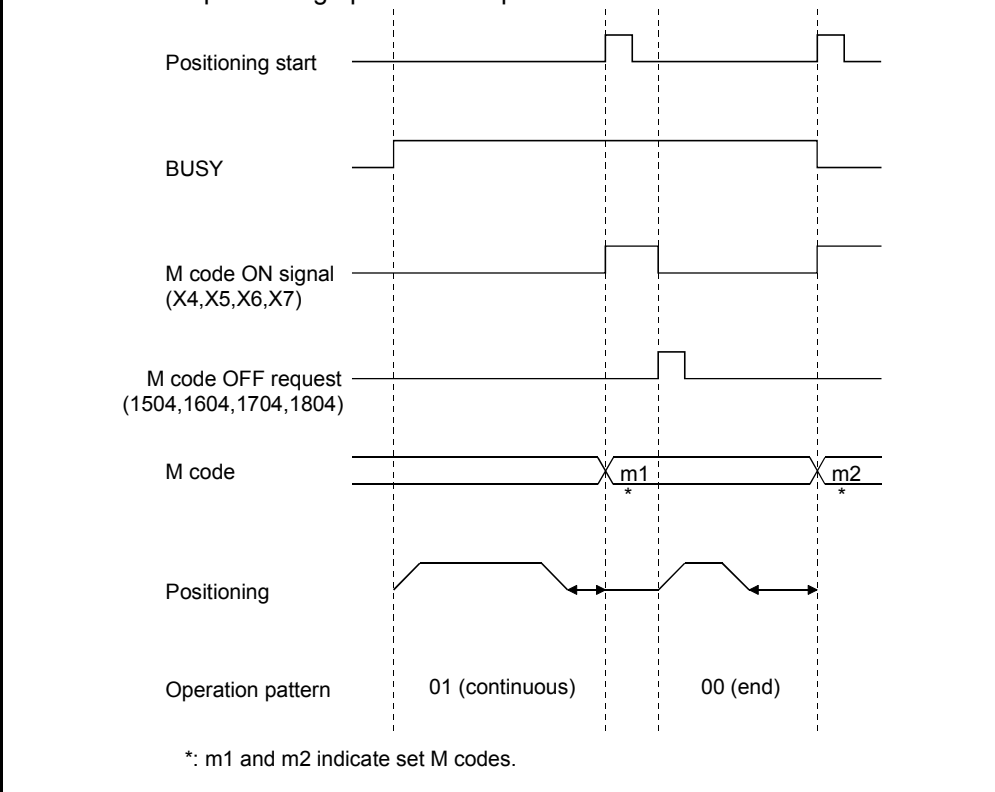 Positioning start
BUSY
M code ON signal
(X4,X5,X6,X7)
M code OFF request
(1504,1604,1704,1804)
M code
m1
*
m2
*
Positioning
Operation pattern
01 (continuous)
00 (end)
*: m1 and m2 indicate set M codes.